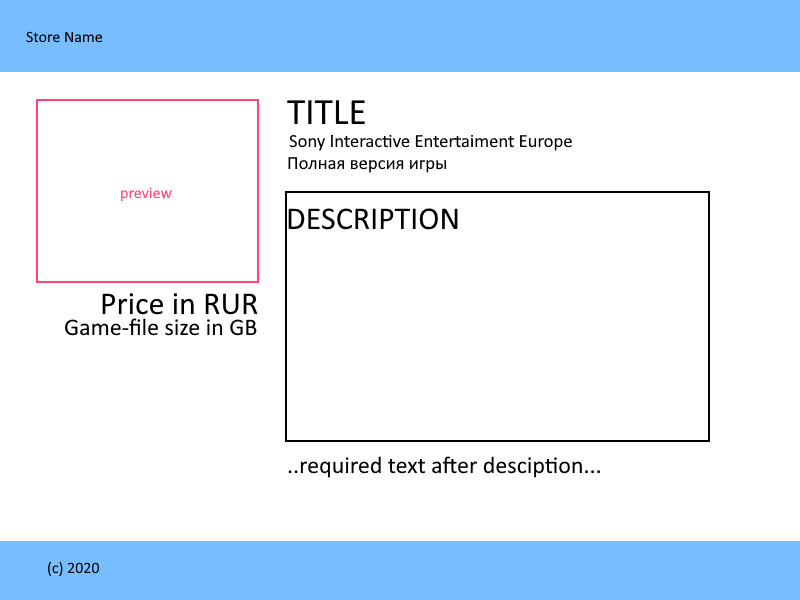 Store Name
preview
Price in RUR
Game-file size in GB
TITLE
Sony Interactive Entertaiment Europe
Полная версия игры
DESCRIPTION
..required text after desciption...
(c) 2020